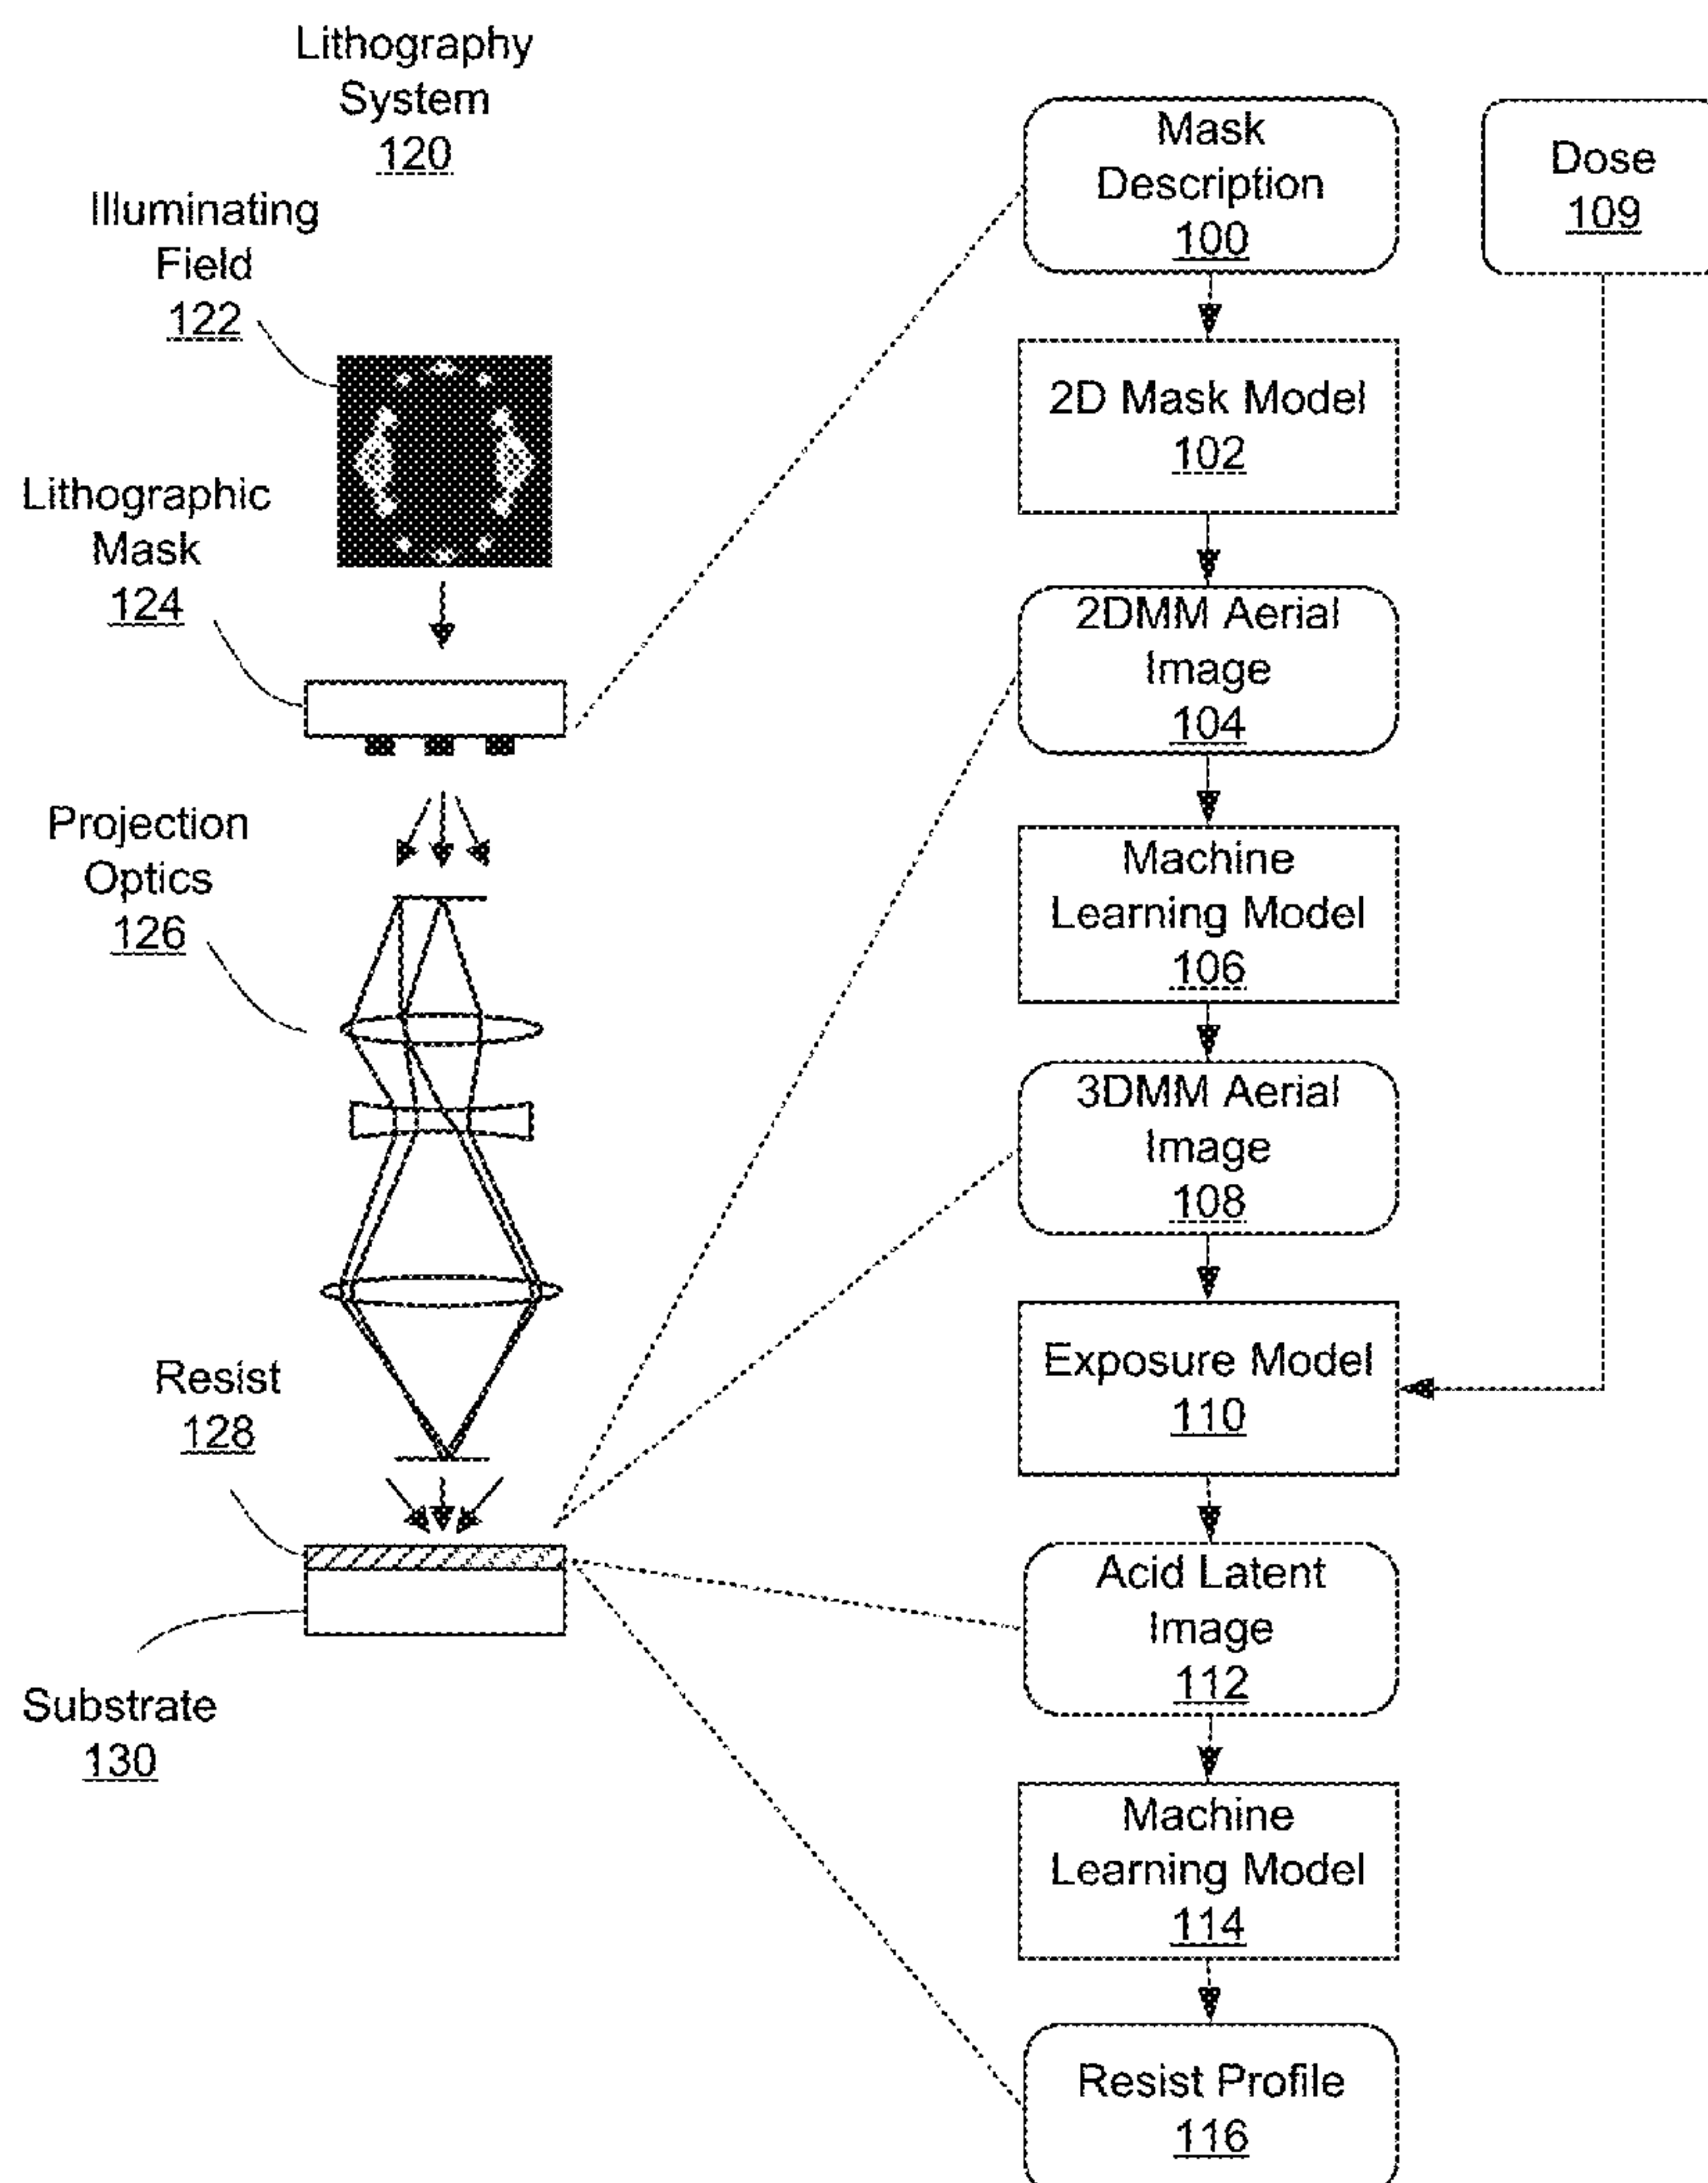 Lithography
System
120
Illuminating
Field
122
Lithographic
Mask
124
Projection
Optics
126
Resist
128
Substrate
130
Mask
Description
100
2D Mask Model
102
2DMM Aerial
Image
104
Machine
Learning Model
106
3DMM Aerial
Image
108
Exposure Model
110
Acid Latent
Image
112
Machine
Learning Model
114
Resist Profile
116
Dose
109